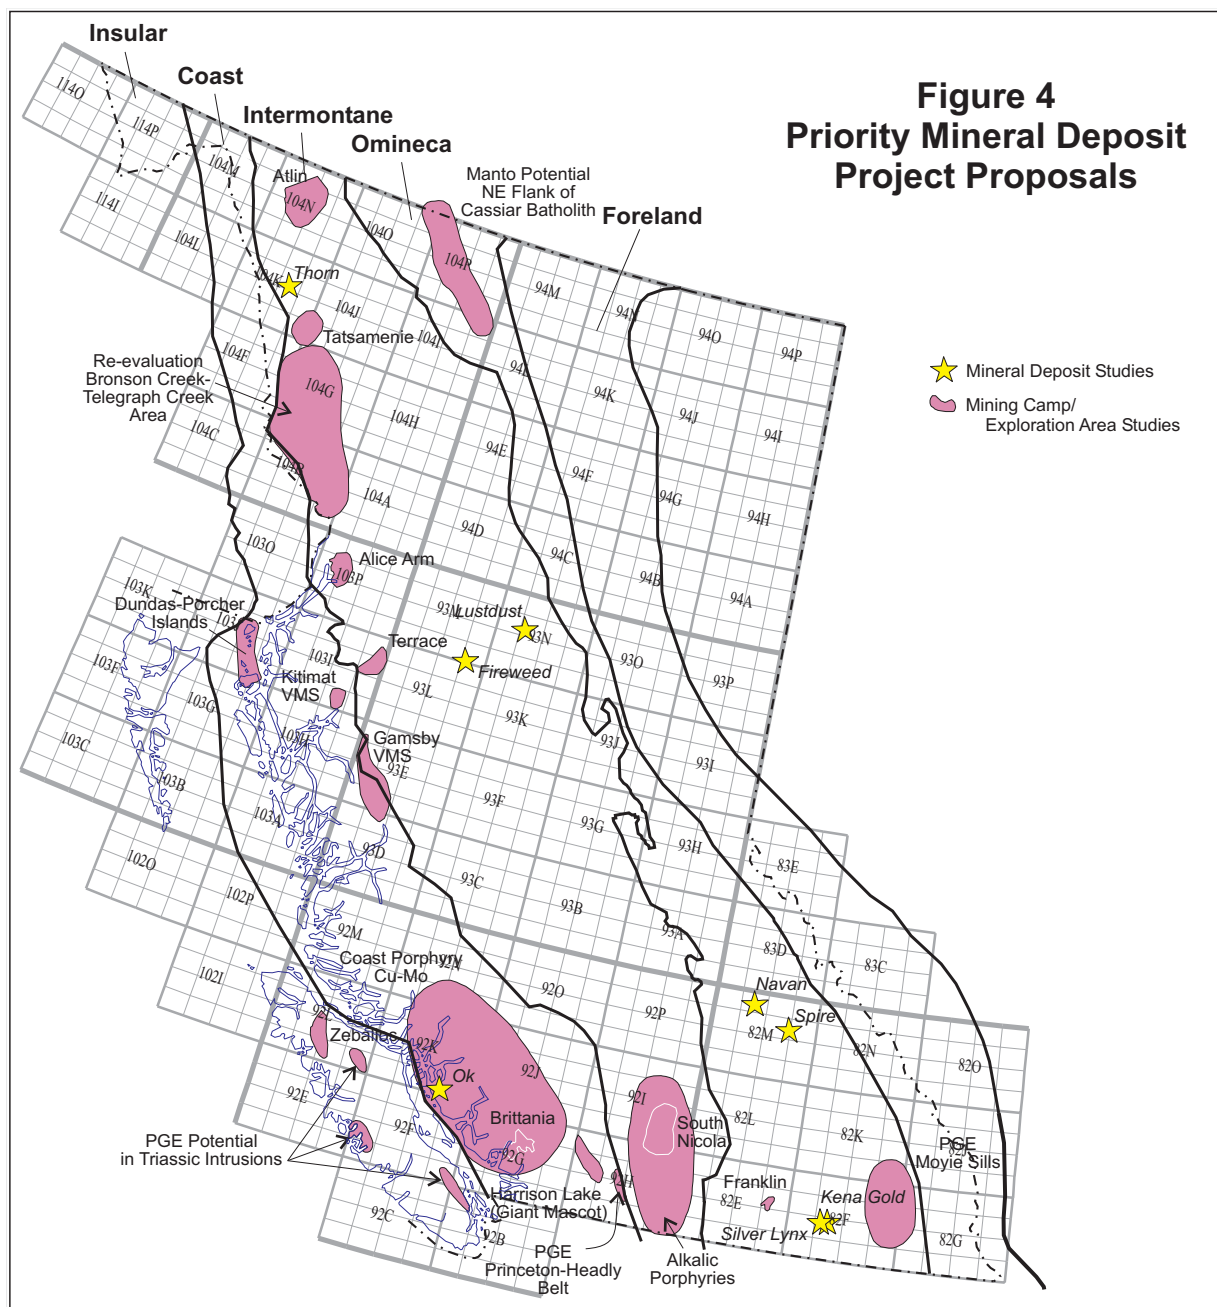 Insular
Coast
Intermontane
Omineca
Foreland
Figure 4
Priority Mineral Deposit
Project Proposals
Manto Potential
NE Flank of
Cassiar Batholith
Mineral Deposit Studies
Mining Camp/
Exploration Area Studies
114O
114P
114I
104M
Atlin
104N
104O
104P
104L
104K
Thorn
104J
104I
Tatsamenie
Re-evaluation
Bronson Creek-
Telegraph Creek
Area
104F
104G
104H
104C
104B
104A
94M
94N
94O
94P
94L
94K
94J
94I
94E
94F
94G
94H
94D
94C
94B
94A
103O
Alice Arm
103P
103K
Dundas-Porcher
Islands
103I
Terrace
93M
Lustdust
93N
Fireweed
93O
93P
103F
103G
Kitimat
VMS
103H
93L
93K
93J
93I
103C
103B
103A
Gamsby
VMS
93E
93F
93G
93H
93D
93C
93B
93A
83E
83D
83C
102O
102P
102I
92M
Coast Porphyry
Cu-Mo
92N
92O
92P
Navan
Spire
82M
82N
82O
92L
Zeballos
92K
Ok
92J
92I
82L
82K
92E
92F
Brittania
92G
South
Nicola
PGE
Moyie Sills
PGE Potential
in Triassic Intrusions
Harrison Lake
(Giant Mascot)
92H
Franklin
82E
Kena Gold
82F
Silver Lynx
82G
92C
92B
PGE
Princeton-Headly
Belt
Alkalic
Porphyries